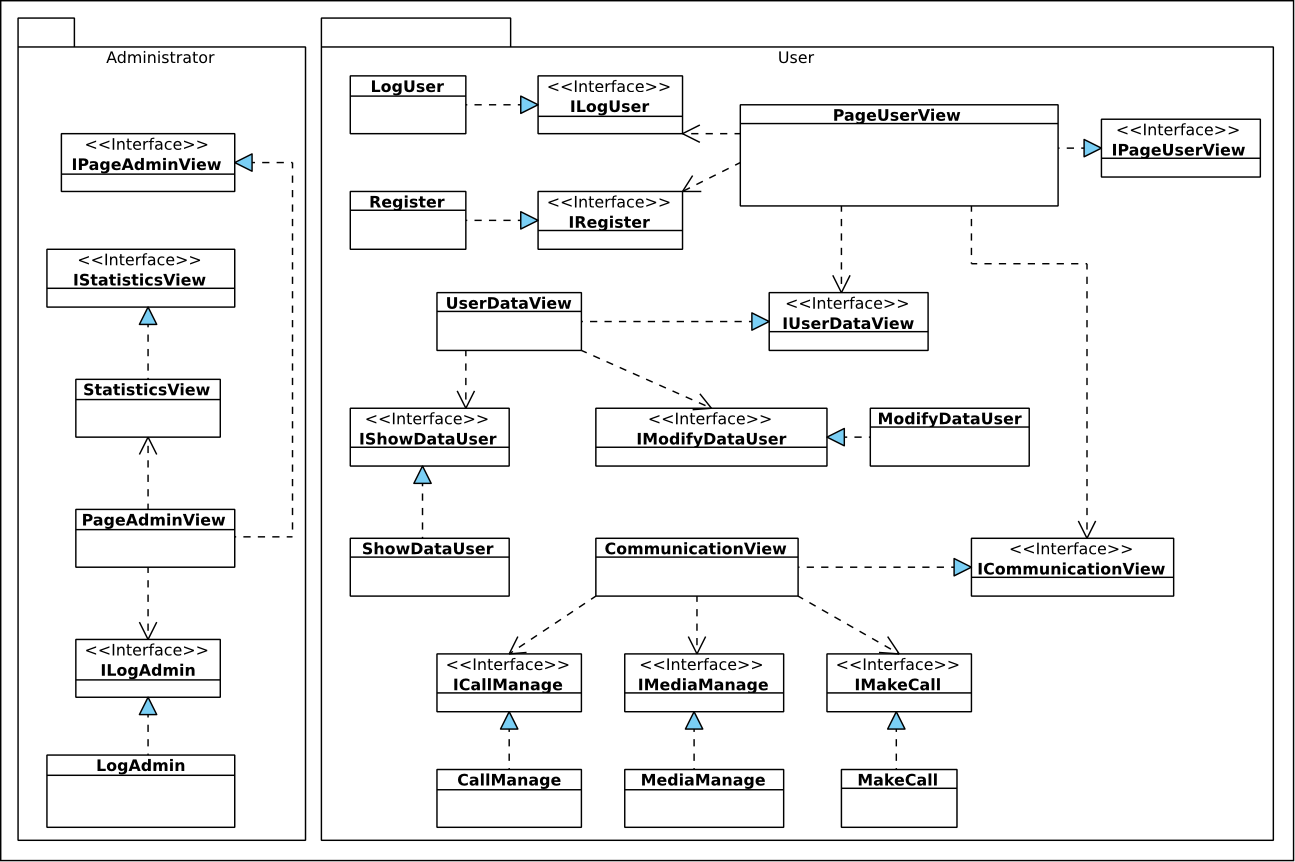 Administrator
<<Interface>>
IPageAdminView
<<Interface>>
IStatisticsView
StatisticsView
PageAdminView
<<Interface>>
ILogAdmin
LogAdmin
User
LogUser
<<Interface>>
ILogUser
PageUserView
<<Interface>>
IPageUserView
Register
<<Interface>>
IRegister
UserDataView
<<Interface>>
IUserDataView
<<Interface>>
IShowDataUser
<<Interface>>
IModifyDataUser
ModifyDataUser
ShowDataUser
CommunicationView
<<Interface>>
ICommunicationView
<<Interface>>
ICallManage
<<Interface>>
IMediaManage
<<Interface>>
IMakeCall
CallManage
MediaManage
MakeCall